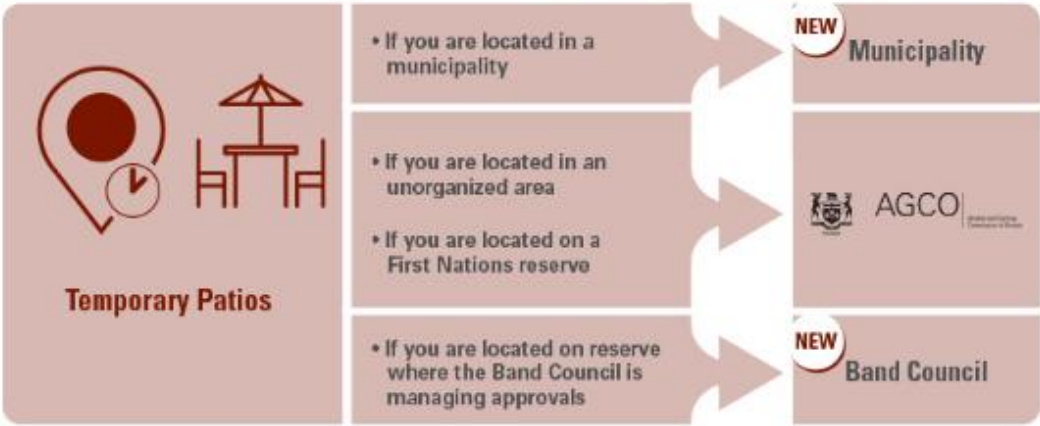 Temporary Patios
• If you are located in a
municipality
NEW
Municipality
• If you are located in an
unorganized area
• If you are located on a
First Nations reserve
AGCO
• If you are located on reserve
where the Band Council is
managing approvals
NEW
Band Council